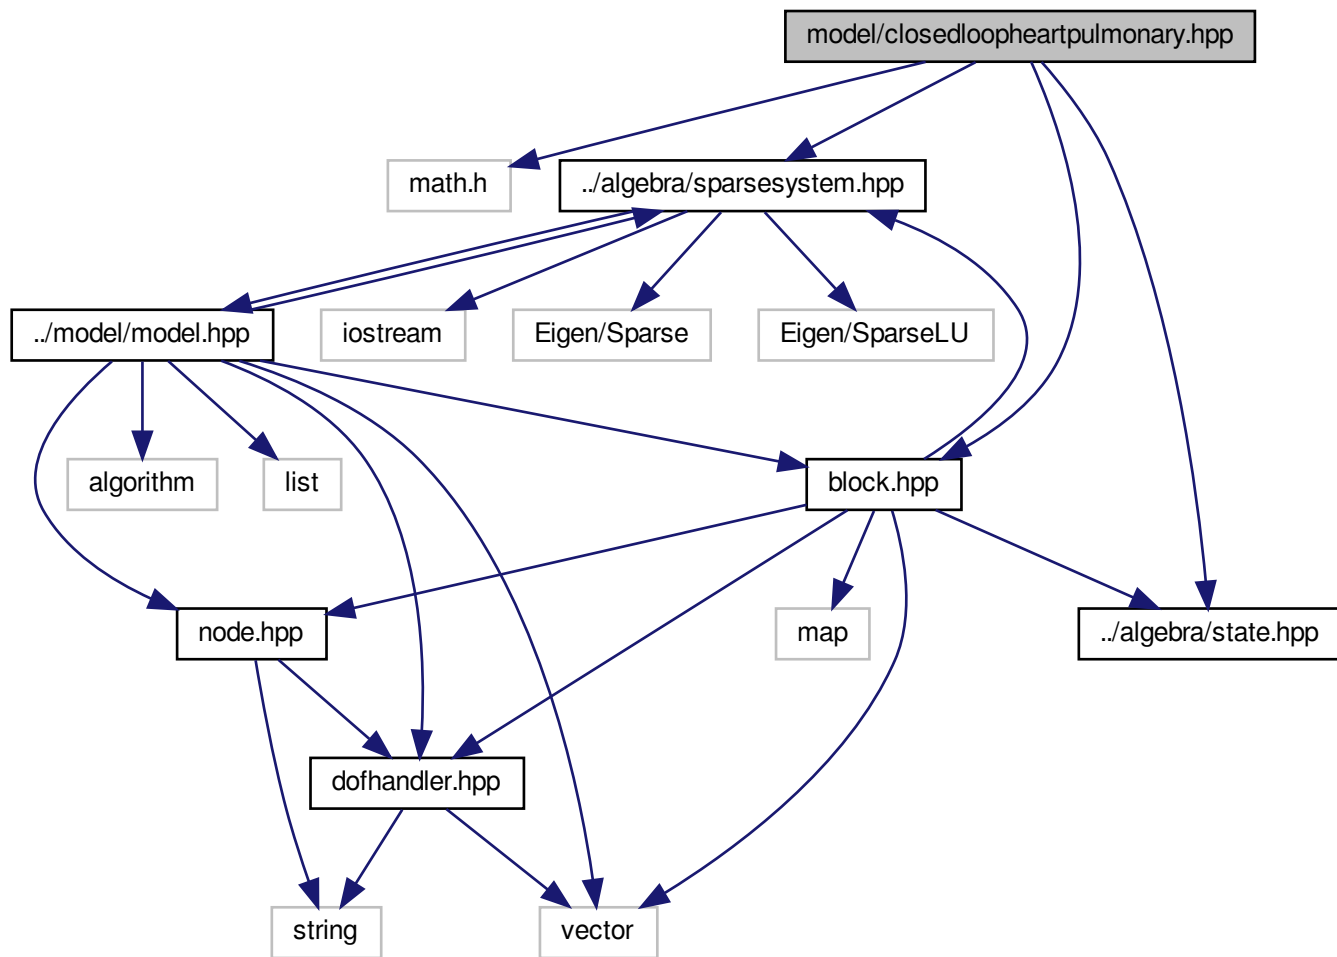 model/closedloopheartpulmonary.hpp
math.h
../algebra/sparsesystem.hpp
../model/model.hpp
iostream
Eigen/Sparse
Eigen/SparseLU
algorithm
list
block.hpp
node.hpp
map
../algebra/state.hpp
dofhandler.hpp
string
vector